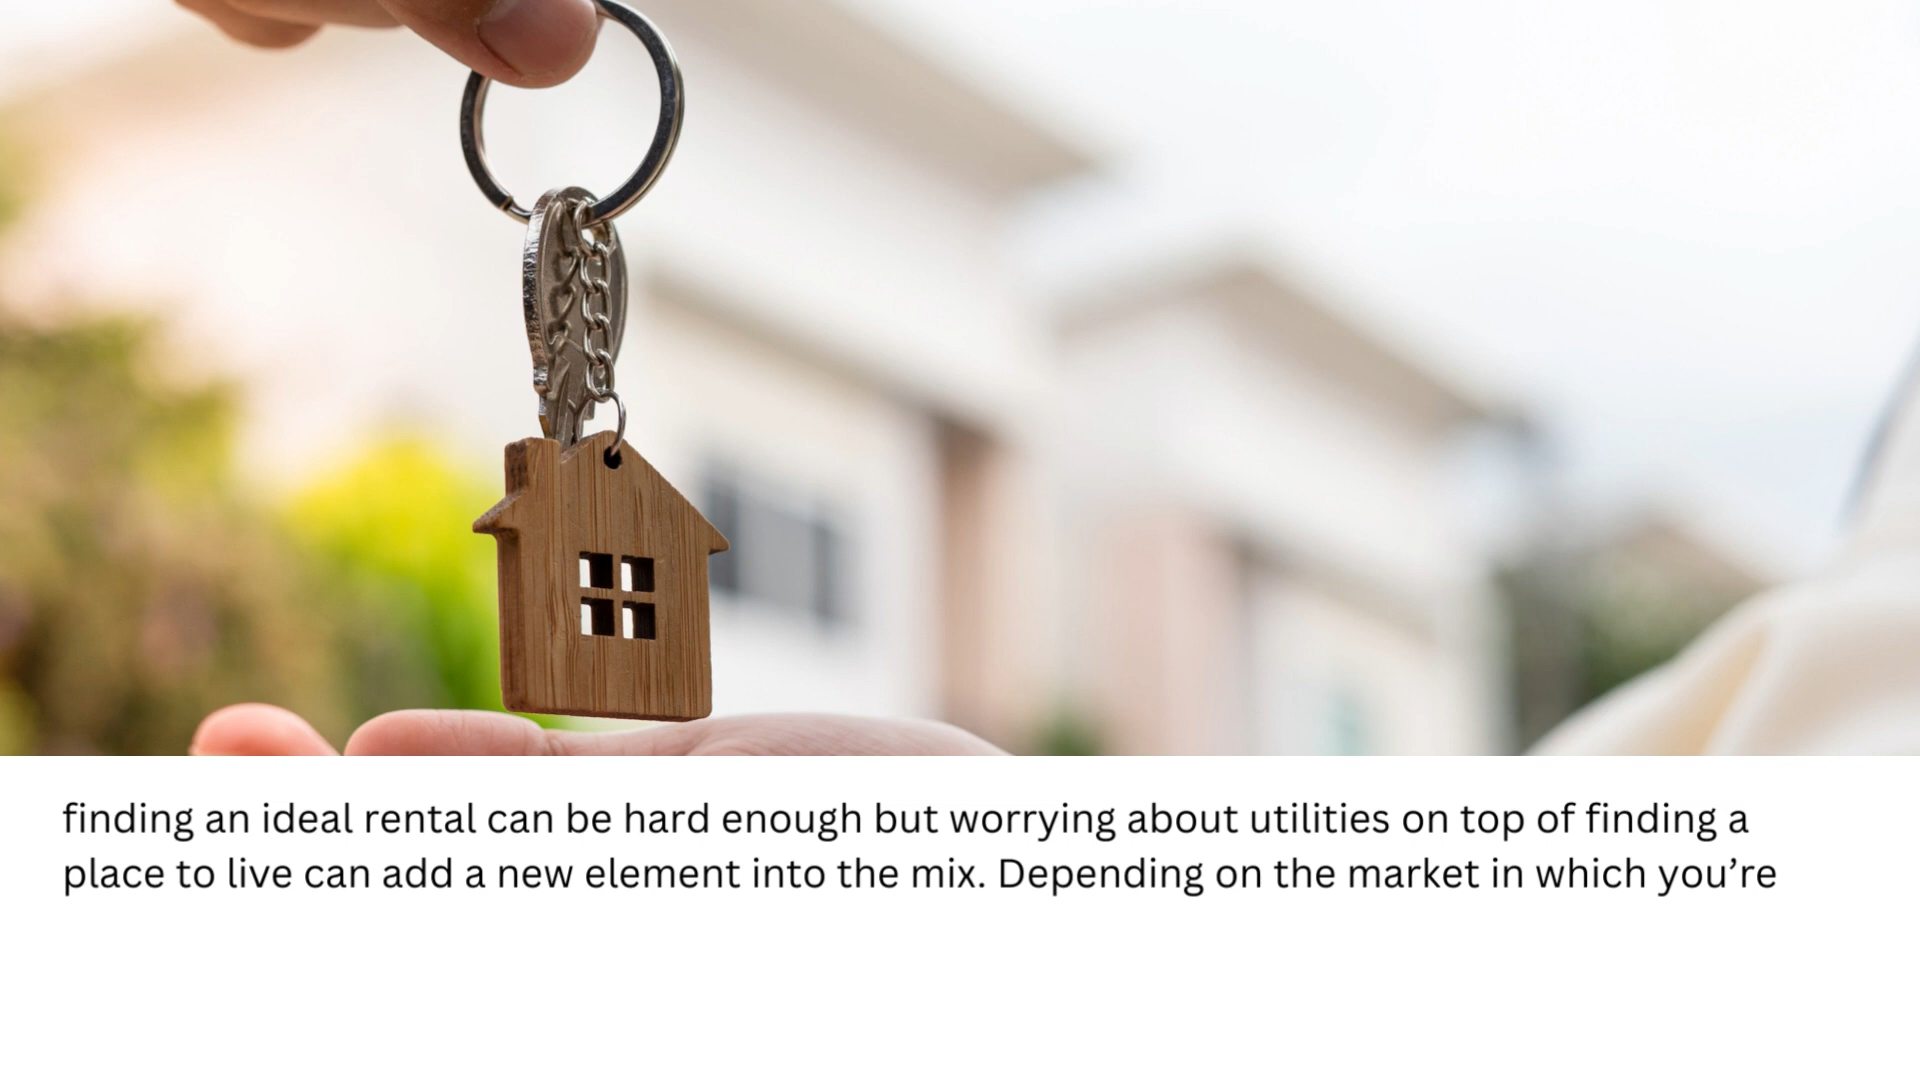 finding an ideal rental can be hard enough but worrying about utilities on top of finding a
place to live can add a new element into the mix. Depending on the market in which you’re